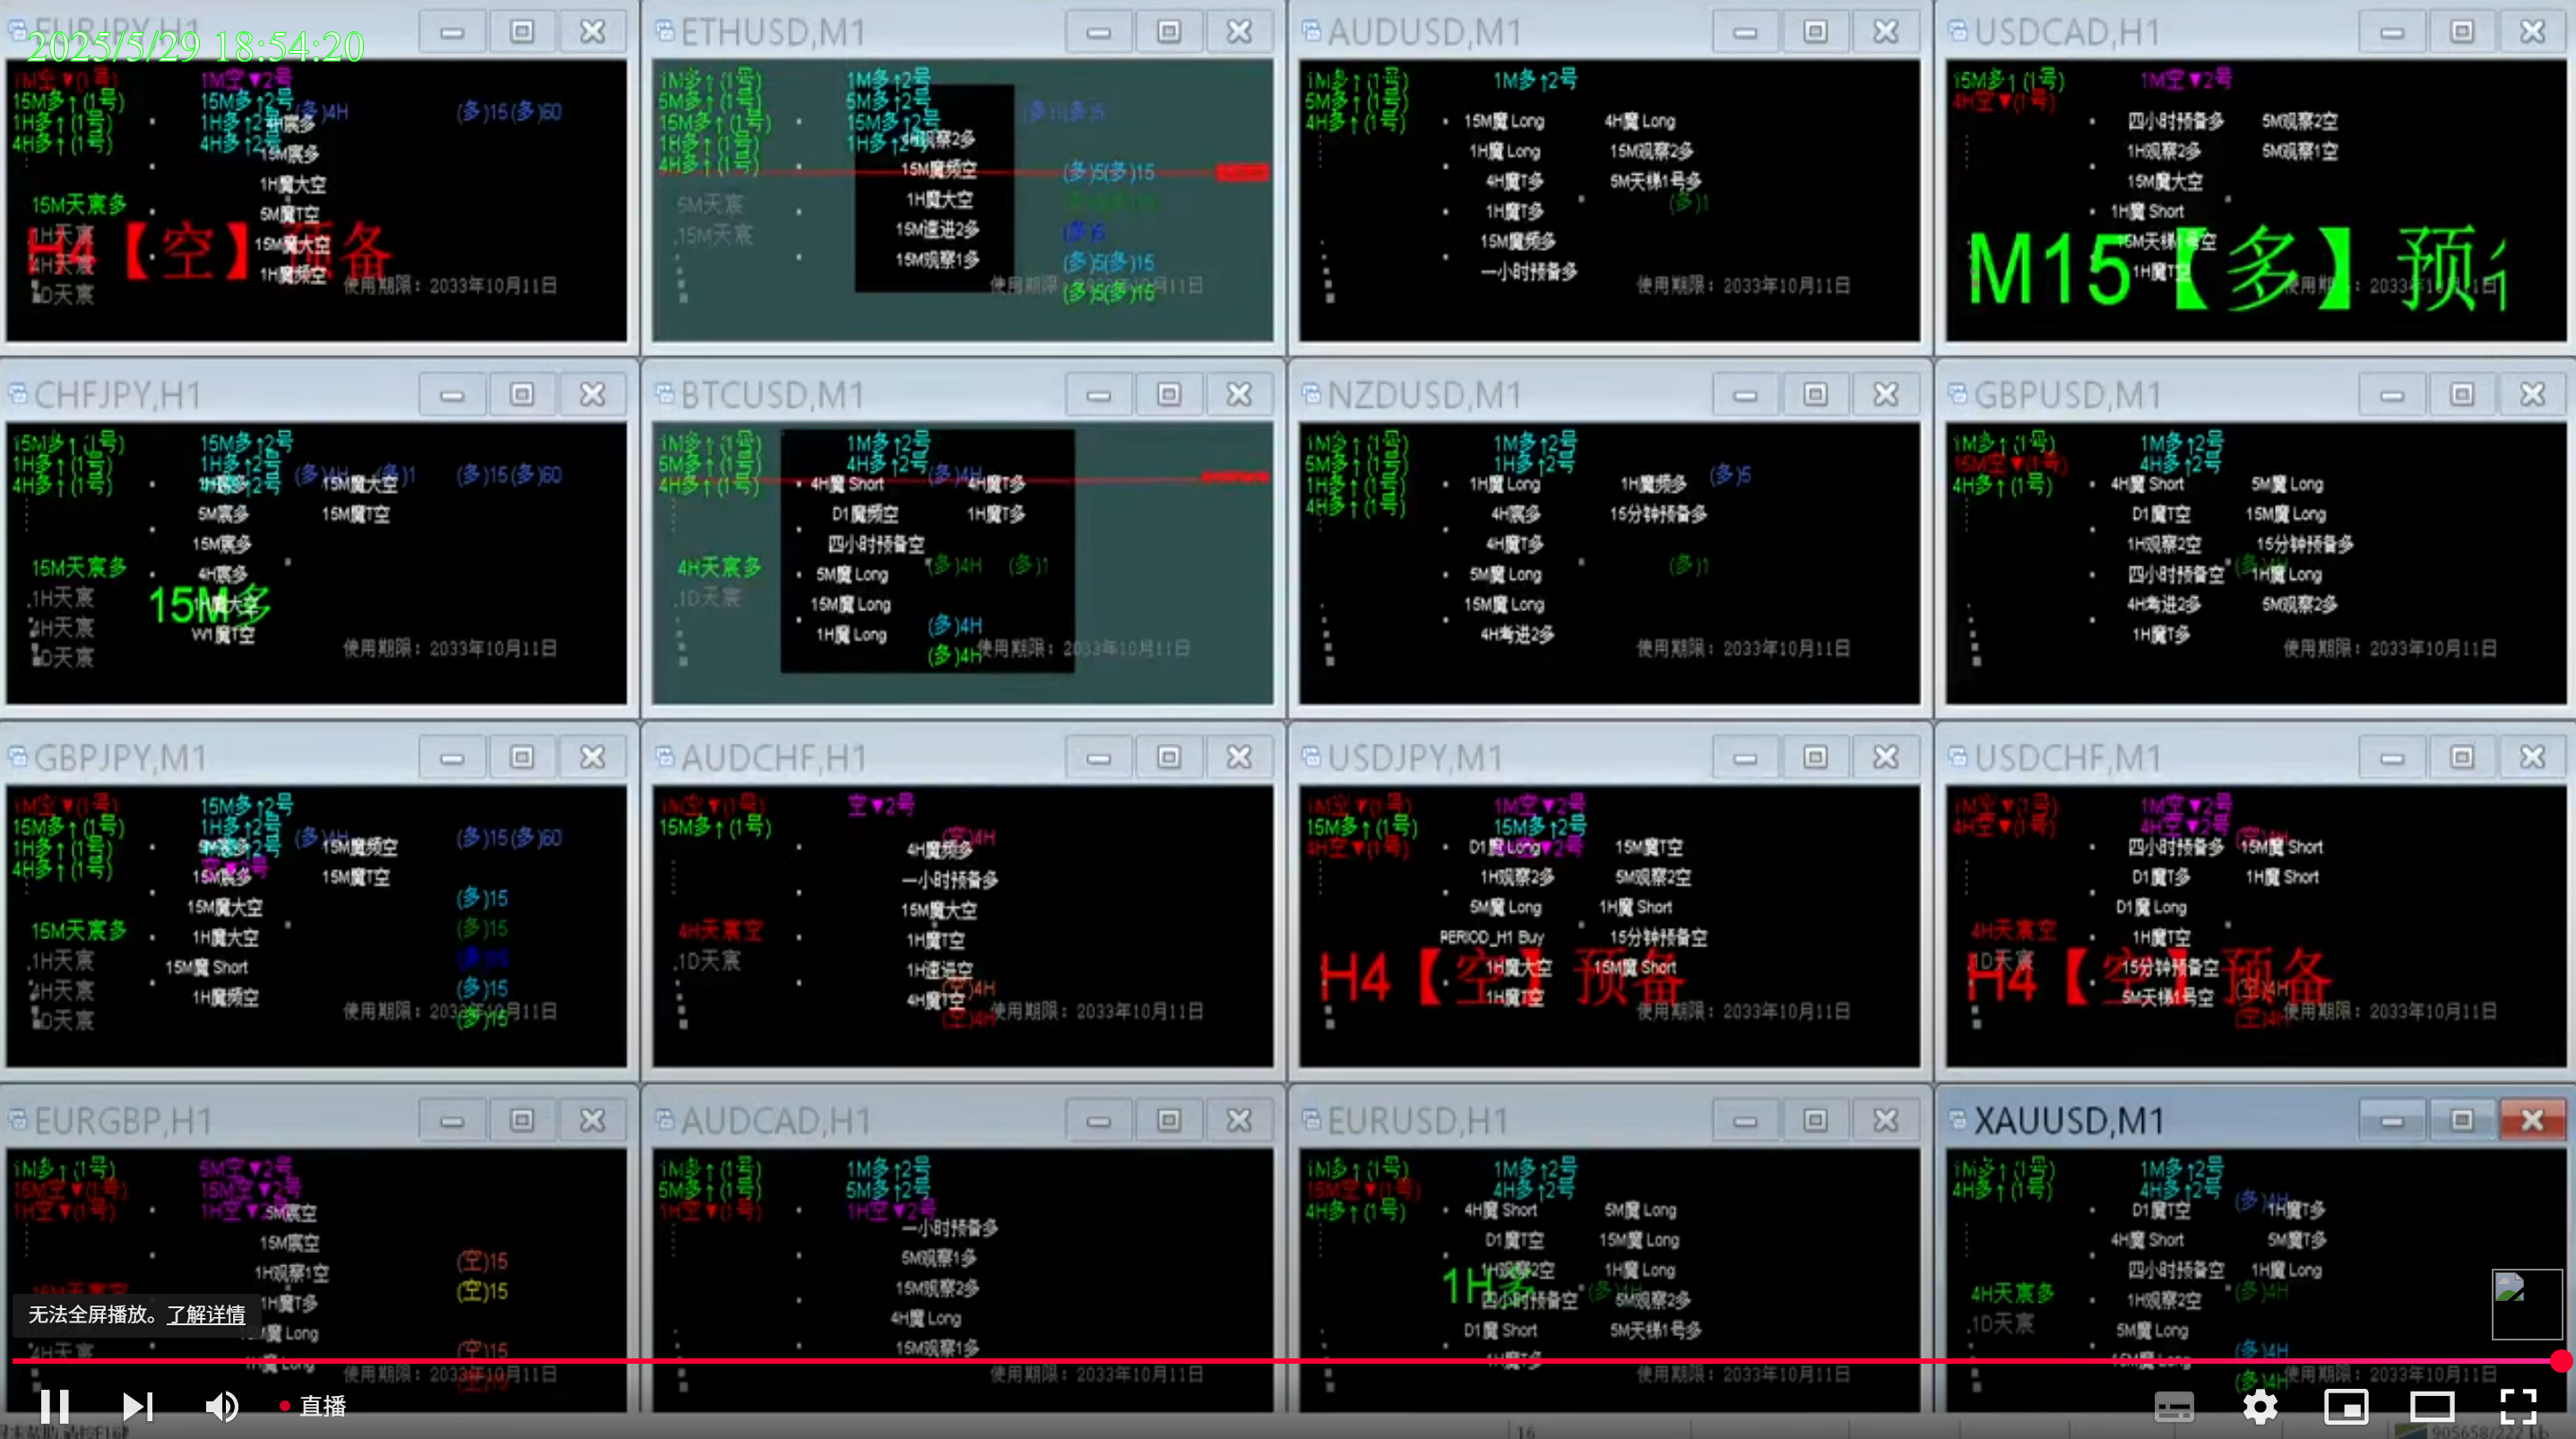 EURJPY,H1
2025/5/29 18:54:20
1M空▼(1号) 1M空▼2号
15M多↑(1号) 15M多↑2号
1H多↑(1号) 1H多↑2号
4H多↑(1号) 4H多↑2号
(多)4H (多)15(多)60
4H宸多
15M宸多
1H魔大空
15M天宸多
5M魔T空
1H天宸
15M魔大空
H4【空】预备
4H天宸
1H魔频空
D天宸
使用期限：2033年10月11日
ETHUSD,M1
1M多↑(1号) 1M多↑2号
5M多↑(1号) 5M多↑2号
15M多↑(1号) 15M多↑2号
1H多↑(1号) 1H多↑2号
4H多↑(1号)
观察2多
15M魔频空 (多)5(多)15
5M天宸 1H魔大空
.15M天宸 15M速进2多 (多)5
15M观察1多 (多)5(多)15
使用期限：2033年10月11日
(多)5(多)15
AUDUSD,M1
1M多↑(1号) 1M多↑2号
5M多↑(1号)
4H多↑(1号)
15M魔 Long 4H魔 Long
1H魔 Long 15M观察2多
4H魔T多 5M天梯1号多
1H魔T多 (多)1
15M魔频多
一小时预备多
使用期限：2033年10月11日
USDCAD,H1
15M多↑(1号) 1M空▼2号
4H空▼(1号)
四小时预备多 5M观察2空
1H观察2多 5M观察1空
15M魔大空
1H魔 Short
15M天梯1号空
M15【多】预
1H魔T空
CHFJPY,H1
15M多↑(1号) 15M多↑2号
1H多↑(1号) 1H多↑2号
4H多↑(1号)
(多)4H (多)1 (多)15(多)60
15M魔大空
5M宸多 15M魔T空
15M宸多
15M天宸多 4H宸多
.1H天宸 1H魔大空
15M多
4H天宸 W1魔T空
D天宸
使用期限：2033年10月11日
BTCUSD,M1
1M多↑(1号) 1M多↑2号
5M多↑(1号) 4H多↑2号
4H多↑(1号) (多)4H
4H魔 Short 4H魔T多
D1魔频空 1H魔T多
四小时预备空
4H天宸多 5M魔 Long (多)4H (多)1
.1D天宸 15M魔 Long
1H魔 Long (多)4H
(多)4H
使用期限：2033年10月11日
NZDUSD,M1
1M多↑(1号) 1M多↑2号
5M多↑(1号) 1H多↑2号
1H多↑(1号)
4H多↑(1号)
1H魔 Long 1H魔频多 (多)5
4H宸多 15分钟预备多
4H魔T多
5M魔 Long (多)1
15M魔 Long
4H考进2多
使用期限：2033年10月11日
GBPUSD,M1
1M多↑(1号) 1M多↑2号
15M空▼(1号) 4H多↑2号
4H多↑(1号)
4H魔 Short 5M魔 Long
D1魔T空 15M魔 Long
1H观察2空 15分钟预备多
四小时预备空 1H魔 Long
4H考进2多 5M观察2多
1H魔T多
使用期限：2033年10月11日
GBPJPY,M1
1M空▼(1号) 15M多↑2号
15M多↑(1号) 1H多↑2号
1H多↑(1号)
4H多↑(1号) 空▼2号
(多)4H 15M魔频空 (多)15(多)60
15M宸多 15M魔T空
15M魔大空 (多)15
15M天宸多 1H魔大空 (多)15
.1H天宸 15M魔 Short (多)15
4H天宸 1H魔频空 (多)15
D天宸 (多)15
使用期限：2033年10月11日
AUDCHF,H1
1M空▼(1号) 空▼2号
15M多↑(1号) (空)4H
4H魔频多
一小时预备多
15M魔大空
4H天宸空 1H魔T空
.1D天宸 1H速进空
4H魔T空 (空)4H
(空)4H
使用期限：2033年10月11日
USDJPY,M1
1M空▼(1号) 1M空▼2号
15M多↑(1号) 15M多↑2号
4H空▼(1号) 空▼2号
D1魔 Long 15M魔T空
1H观察2多 5M观察2空
5M魔 Long 1H魔 Short
PERIOD_H1 Buy 15分钟预备空
1H魔大空 15M魔 Short
H4【空】预备
1H魔T空
使用期限：2033年10月11日
USDCHF,M1
1M空▼(1号) 1M空▼2号
4H空▼(1号) 4H空▼2号
四小时预备多 15M魔 Short
D1魔T多 1H魔 Short
D1魔 Long
4H天宸空 1H魔T空
1D天宸 15分钟预备空
H4【空】预备
5M天梯1号空
(空)4H
使用期限：2033年10月11日
EURGBP,H1
1M多↑(1号) 5M空▼2号
15M空▼(1号) 15M空▼2号
1H空▼(1号) 1H空▼2号
5M宸空
15M宸空
(空)15
1H观察1空
(空)15
1H魔T多
魔 Long
(空)15
4H天宸 1H魔 Long
使用期限：2033年10月11日
AUDCAD,H1
1M多↑(1号) 1M多↑2号
5M多↑(1号) 5M多↑2号
1H空▼(1号) 1H空▼2号
一小时预备多
5M观察1多
15M观察2多
4H魔 Long
15M观察1多
使用期限：2033年10月11日
EURUSD,H1
1M多↑(1号) 1M多↑2号
15M空▼(1号) 4H多↑2号
4H多↑(1号)
4H魔 Short 5M魔 Long
D1魔T空 15M魔 Long
1H观察2空 1H魔 Long
1H多
四小时预备空 5M观察2多
D1魔 Short 5M天梯1号多
1H魔T多
使用期限：2033年10月11日
XAUUSD,M1
1M多↑(1号) 1M多↑2号
4H多↑(1号) 4H多↑2号
(多)4H
D1魔T空 1H魔T多
4H魔 Short 5M魔T多
四小时预备空 1H魔 Long
4H天宸多 1H观察2空 (多)4H
.1D天宸 5M魔 Long
(多)4H
15M魔 Long
(多)4H
使用期限：2033年10月11日
无法全屏播放。了解详情
直播
16
905658/222 kb